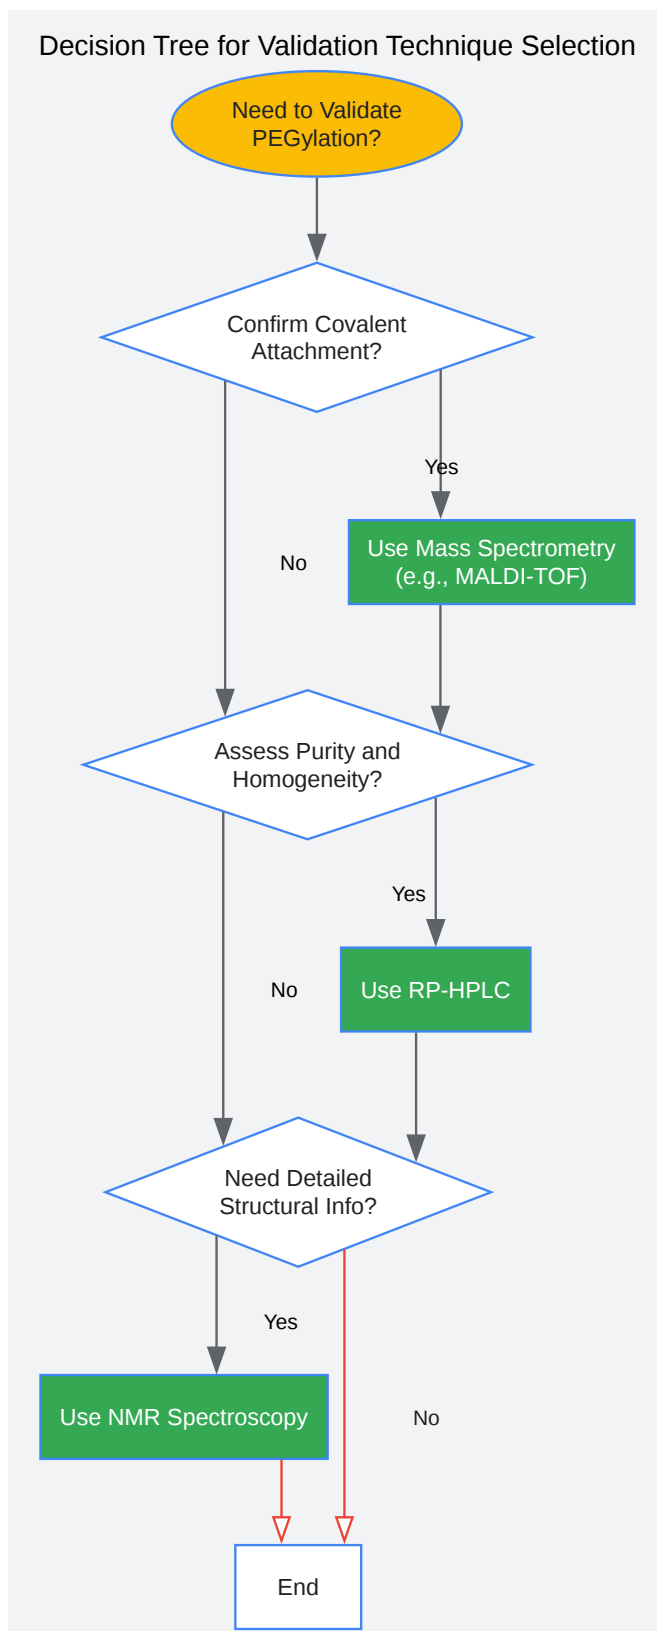 Decision Tree for Validation Technique Selection
Need to Validate
PEGylation?
Confirm Covalent
Attachment?
Yes
Use Mass Spectrometry
(e.g., MALDI-TOF)
No
Assess Purity and
Homogeneity?
Yes
Use RP-HPLC
No
Need Detailed
Structural Info?
Yes
Use NMR Spectroscopy
No
End